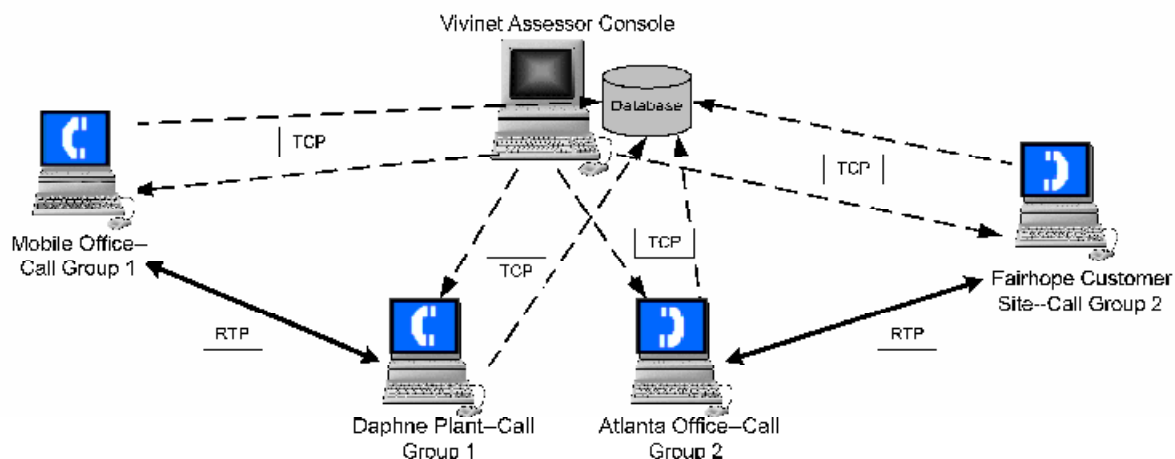 Vivinet Assessor Console
Database
TCP
TCP
Mobile Office–
Call Group 1
TCP
TCP
Fairhope Customer
Site--Call Group 2
RTP
RTP
Daphne Plant–Call
Group 1
Atlanta Office–Call
Group 2